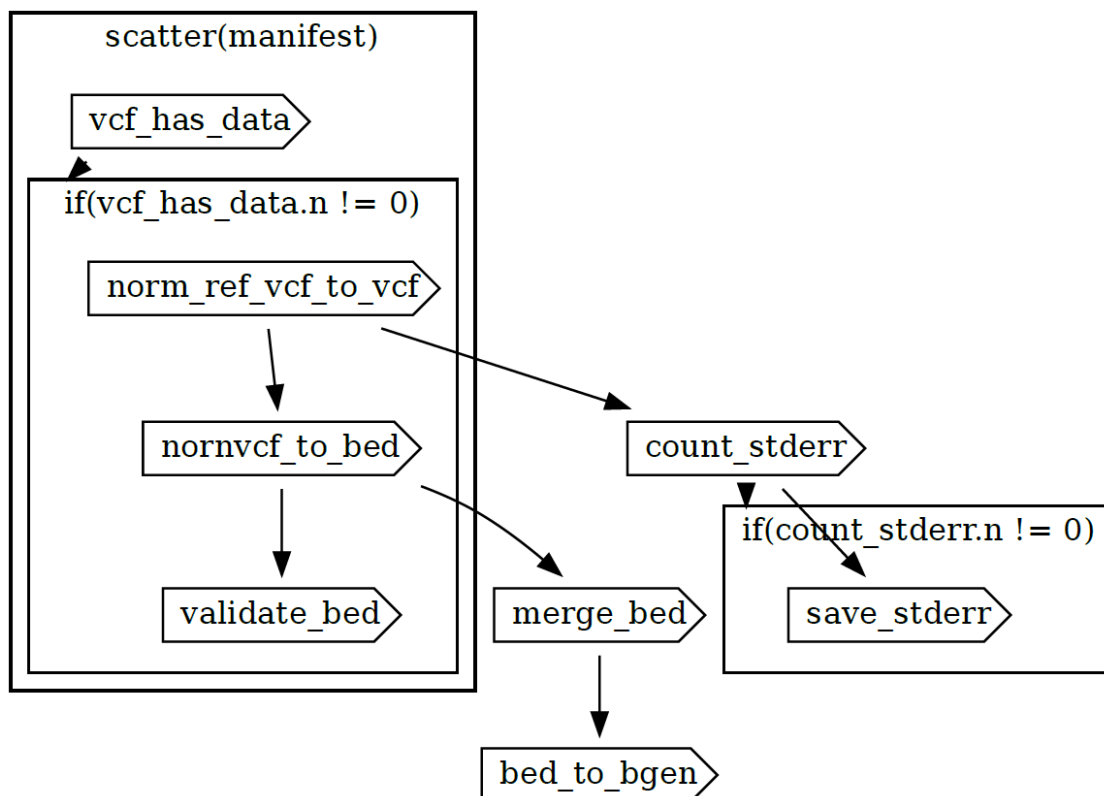 scatter(manifest)
vcf_has_data
if(vcf_has_data.n != 0)
norm_ref_vcf_to_vcf
nornvcf_to_bed
count_stderr
if(count_stderr.n != 0)
validate_bed
merge_bed
save_stderr
bed_to_bgen